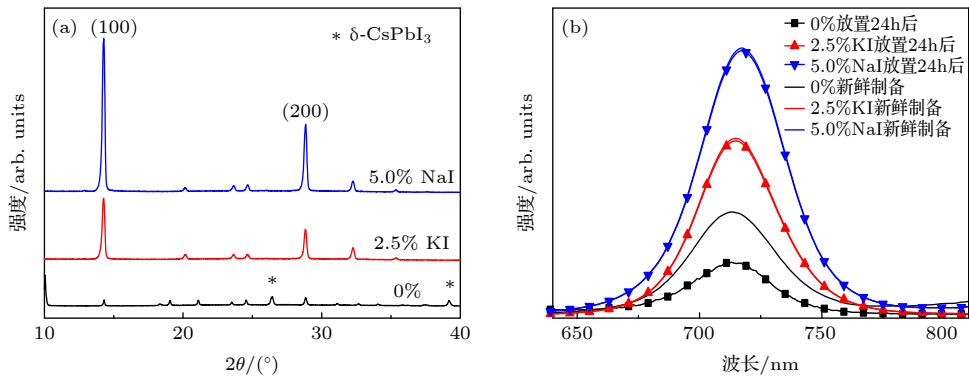 (a)
(100)
* δ-CsPbI₃
(200)
5.0% NaI
2.5% KI
*
0%
*
10
20
30
40
2θ/(°)
强度/arb. units
(b)
0%放置24h后
2.5%KI放置24h后
5.0%NaI放置24h后
0%新鲜制备
2.5%KI新鲜制备
5.0%NaI新鲜制备
650
700
750
800
波长/nm
强度/arb. units